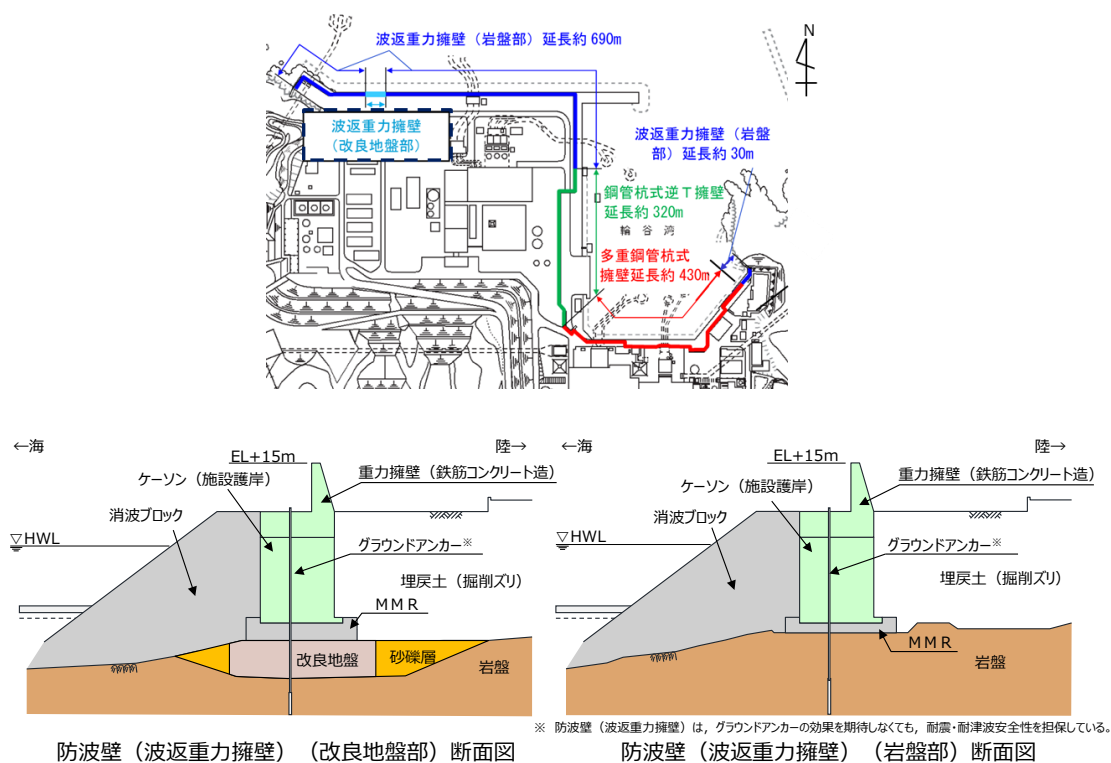 波返重力擁壁（岩盤部）延長約690m
N
波返重力擁壁
（改良地盤部）
波返重力擁壁（岩盤
部）延長約30m
鋼管杭式逆Ｔ擁壁
延長約320m
輪谷湾
多重鋼管杭式
擁壁延長約430m
←海
陸→
EL+15m
重力擁壁（鉄筋コンクリート造）
ケーソン（施設護岸）
消波ブロック
▽HWL
グラウンドアンカー※
埋戻土（掘削ズリ）
ＭＭＲ
改良地盤
砂礫層
岩盤
防波壁（波返重力擁壁）（改良地盤部）断面図
←海
陸→
EL+15m
重力擁壁（鉄筋コンクリート造）
ケーソン（施設護岸）
消波ブロック
▽HWL
グラウンドアンカー※
埋戻土（掘削ズリ）
ＭＭＲ
岩盤
※ 防波壁（波返重力擁壁）は，グラウンドアンカーの効果を期待しなくても，耐震・耐津波安全性を担保している。
防波壁（波返重力擁壁）（岩盤部）断面図